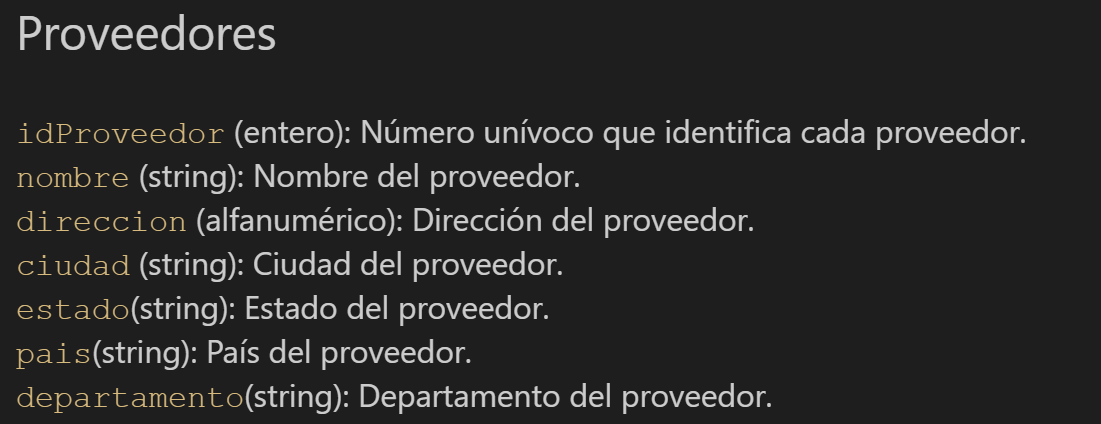 Proveedores
idProveedor (entero): Número unívoco que identifica cada proveedor.
nombre (string): Nombre del proveedor.
direccion (alfanumérico): Dirección del proveedor.
ciudad (string): Ciudad del proveedor.
estado(string): Estado del proveedor.
pais(string): País del proveedor.
departamento(string): Departamento del proveedor.